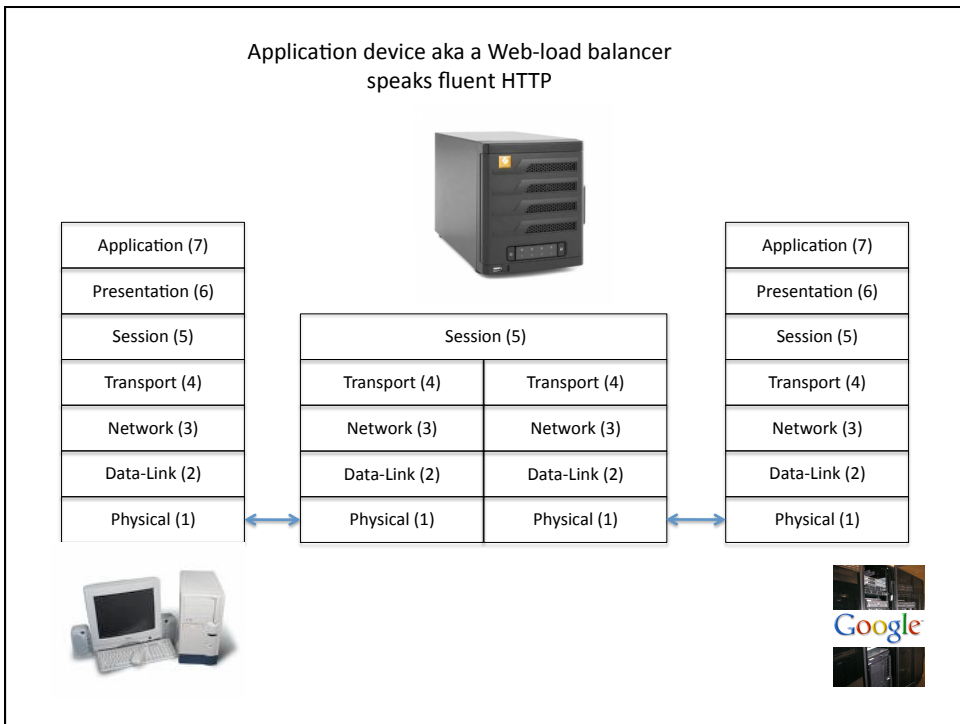 Application device aka a Web-load balancer
speaks fluent HTTP
Application (7)
Presentation (6)
Session (5)
Transport (4)
Network (3)
Data-Link (2)
Physical (1)
Session (5)
Transport (4) Transport (4)
Network (3) Network (3)
Data-Link (2) Data-Link (2)
Physical (1) Physical (1)
Application (7)
Presentation (6)
Session (5)
Transport (4)
Network (3)
Data-Link (2)
Physical (1)
Google